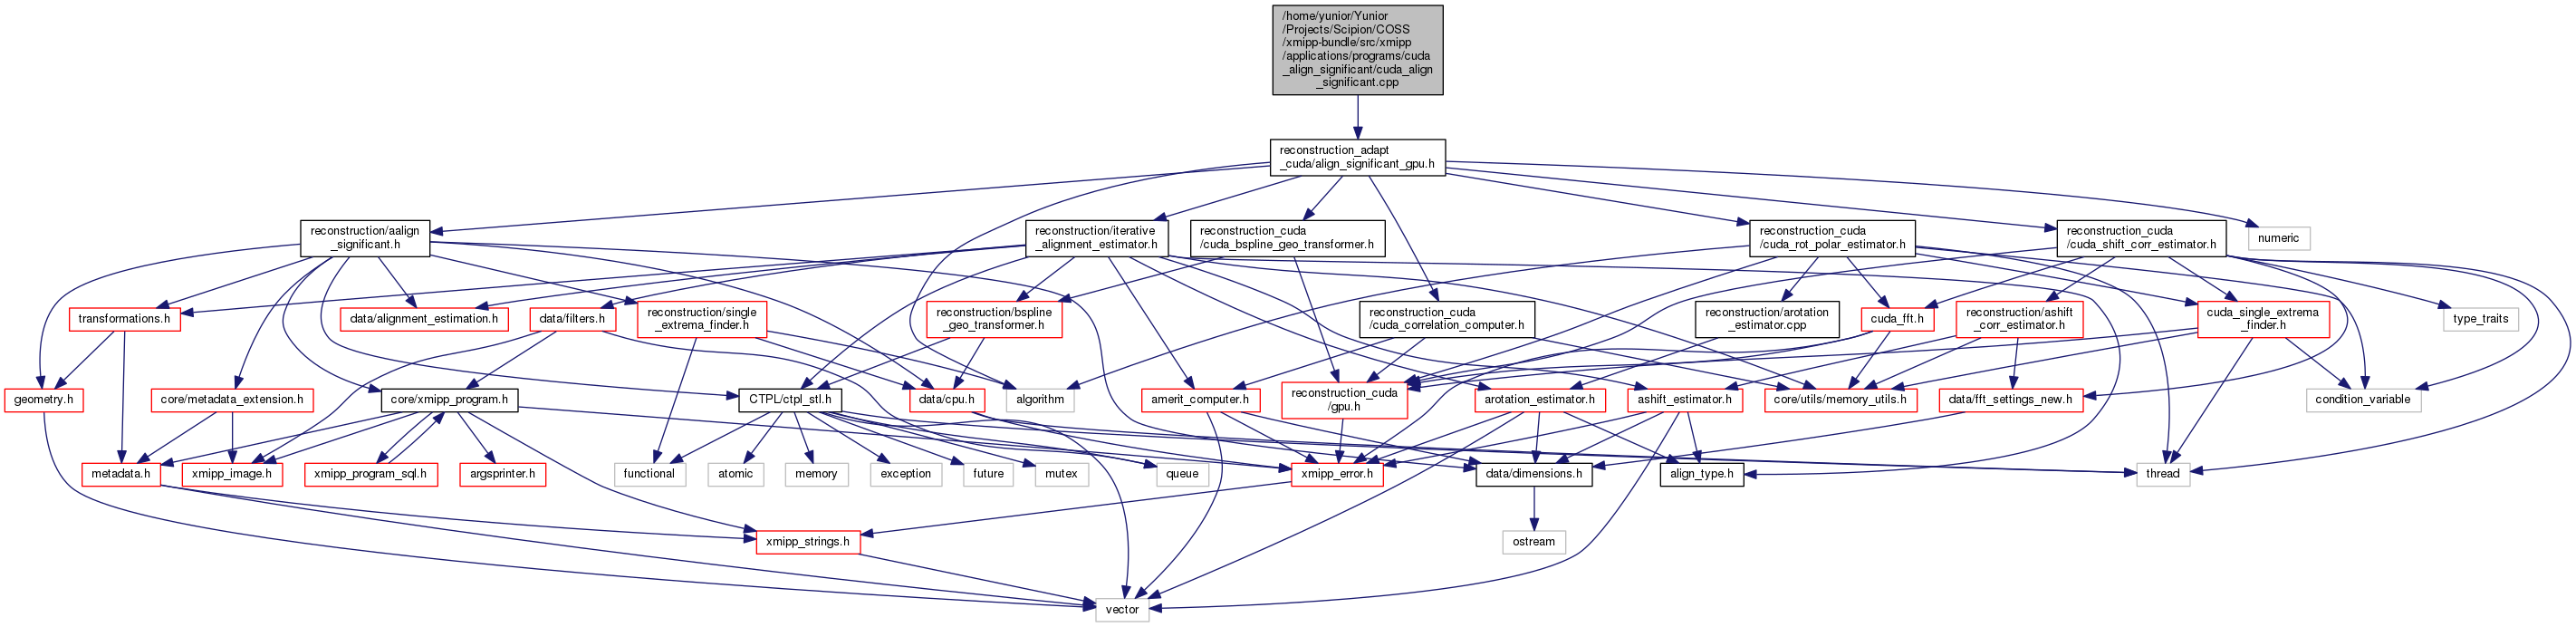 /home/yunior/Yunior
/Projects/Scipion/COSS
/xmipp-bundle/src/xmipp
/applications/programs/cuda
_align_significant/cuda_align
_significant.cpp
reconstruction_adapt
_cuda/align_significant_gpu.h
reconstruction/aalign
_significant.h
reconstruction/iterative
_alignment_estimator.h
reconstruction_cuda
/cuda_bspline_geo_transformer.h
reconstruction_cuda
/cuda_rot_polar_estimator.h
reconstruction_cuda
/cuda_shift_corr_estimator.h
numeric
transformations.h
data/alignment_estimation.h
data/filters.h
reconstruction/single
_extrema_finder.h
reconstruction/bspline
_geo_transformer.h
reconstruction_cuda
/cuda_correlation_computer.h
reconstruction/arotation
_estimator.cpp
cuda_fft.h
reconstruction/ashift
_corr_estimator.h
cuda_single_extrema
_finder.h
type_traits
geometry.h
core/metadata_extension.h
core/xmipp_program.h
CTPL/ctpl_stl.h
data/cpu.h
algorithm
amerit_computer.h
reconstruction_cuda
/gpu.h
arotation_estimator.h
ashift_estimator.h
core/utils/memory_utils.h
data/fft_settings_new.h
condition_variable
metadata.h
xmipp_image.h
xmipp_program_sql.h
argsprinter.h
functional
atomic
memory
exception
future
mutex
queue
xmipp_error.h
data/dimensions.h
align_type.h
thread
xmipp_strings.h
ostream
vector